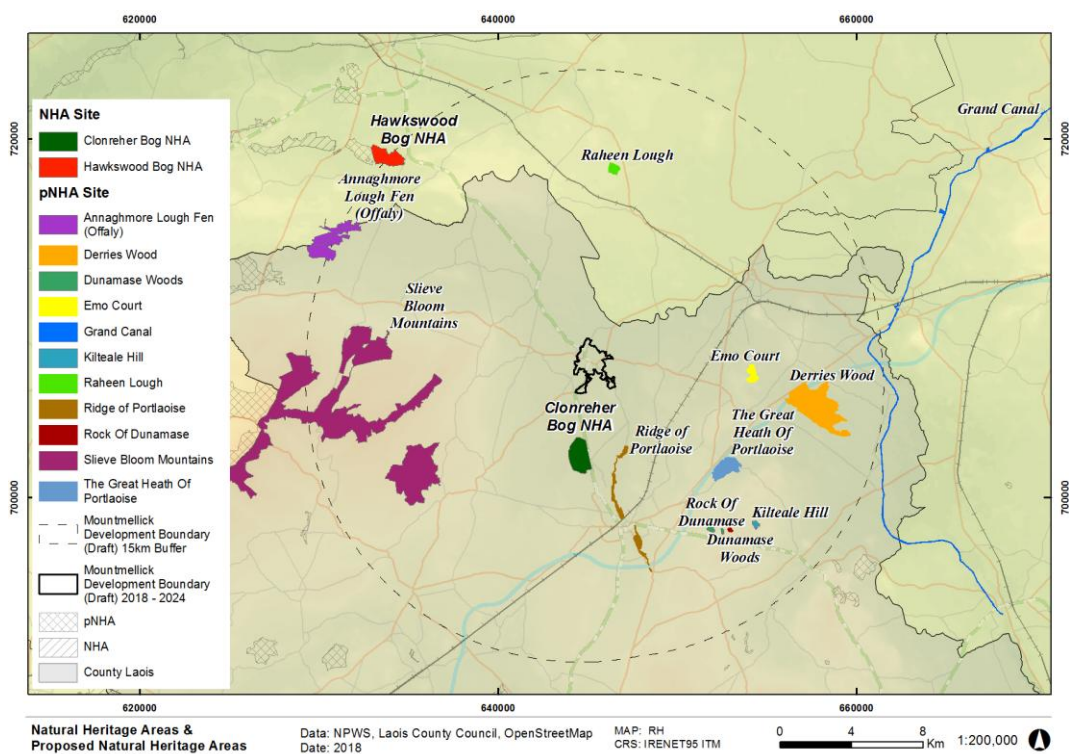 620000
640000
660000
720000
700000
720000
700000
NHA Site
Clonreher Bog NHA
Hawkswood Bog NHA
pNHA Site
Annaghmore Lough Fen
(Offaly)
Derries Wood
Dunamase Woods
Emo Court
Grand Canal
Kilteale Hill
Raheen Lough
Ridge of Portlaoise
Rock Of Dunamase
Slieve Bloom Mountains
The Great Heath Of
Portlaoise
Mountmellick
Development Boundary
(Draft) 15km Buffer
Mountmellick
Development Boundary
(Draft) 2018 - 2024
pNHA
NHA
County Laois
Grand Canal
Hawkswood
Bog NHA
Raheen Lough
Annaghmore
Lough Fen
(Offaly)
Slieve
Bloom
Mountains
Emo Court
Derries Wood
Clonreher
Bog NHA
The Great
Heath Of
Portlaoise
Ridge of
Portlaoise
Rock Of
Dunamase
Kilteale Hill
Dunamase
Woods
620000
640000
660000
Natural Heritage Areas &
Proposed Natural Heritage Areas
Data: NPWS, Laois County Council, OpenStreetMap
Date: 2018
MAP: RH
CRS: IRENET95 ITM
0 4 8
Km
1:200,000